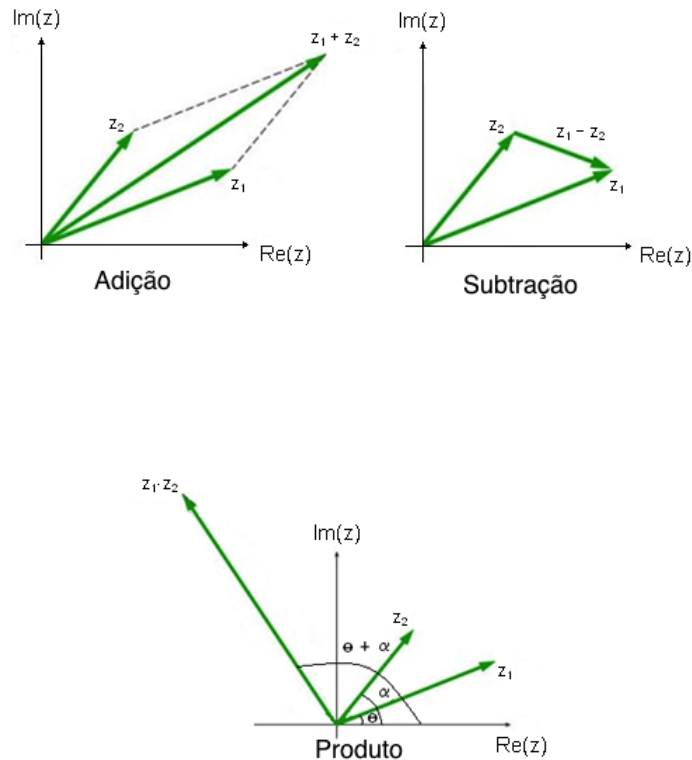 Im(z)
z₁ + z₂
z₂
z₁
Re(z)
Adição
Im(z)
z₂
z₁ − z₂
z₁
Re(z)
Subtração
z₁·z₂
Im(z)
z₂
θ + α
z₁
α
θ
Re(z)
Produto